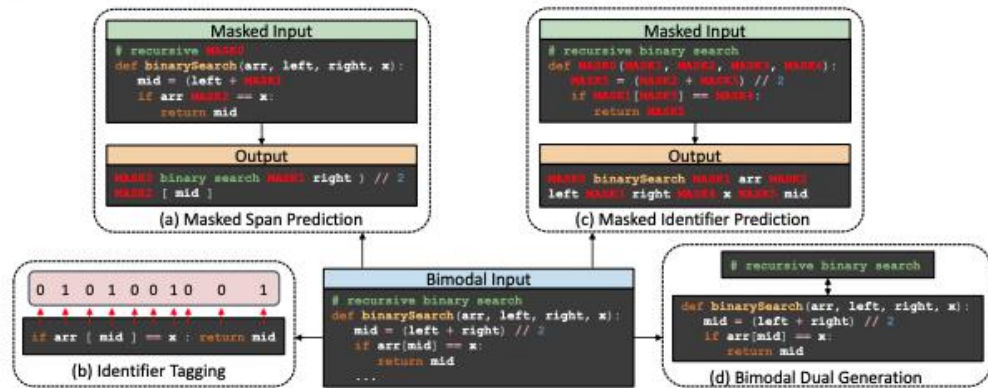 Masked Input
# recursive MASK0
def binarySearch(arr, left, right, x):
mid = (left + MASK1
if arr MASK2 == x:
return mid
Output
MASK0 binary search MASK1 right ) // 2
MASK2 [ mid ]
(a) Masked Span Prediction
Masked Input
# recursive binary search
def MASK0(MASK1, MASK2, MASK3, MASK4):
MASK5 = (MASK2 + MASK3) // 2
if MASK1[MASK5] == MASK4:
return MASK5
Output
MASK0 binarySearch MASK1 arr MASK2
left MASK3 right MASK4 x MASK5 mid
(c) Masked Identifier Prediction
0 1 0 1 0 0 1 0 0 1
if arr [ mid ] == x : return mid
(b) Identifier Tagging
Bimodal Input
# recursive binary search
def binarySearch(arr, left, right, x):
mid = (left + right) // 2
if arr[mid] == x:
return mid
...
# recursive binary search
def binarySearch(arr, left, right, x):
mid = (left + right) // 2
if arr[mid] == x:
return mid
(d) Bimodal Dual Generation